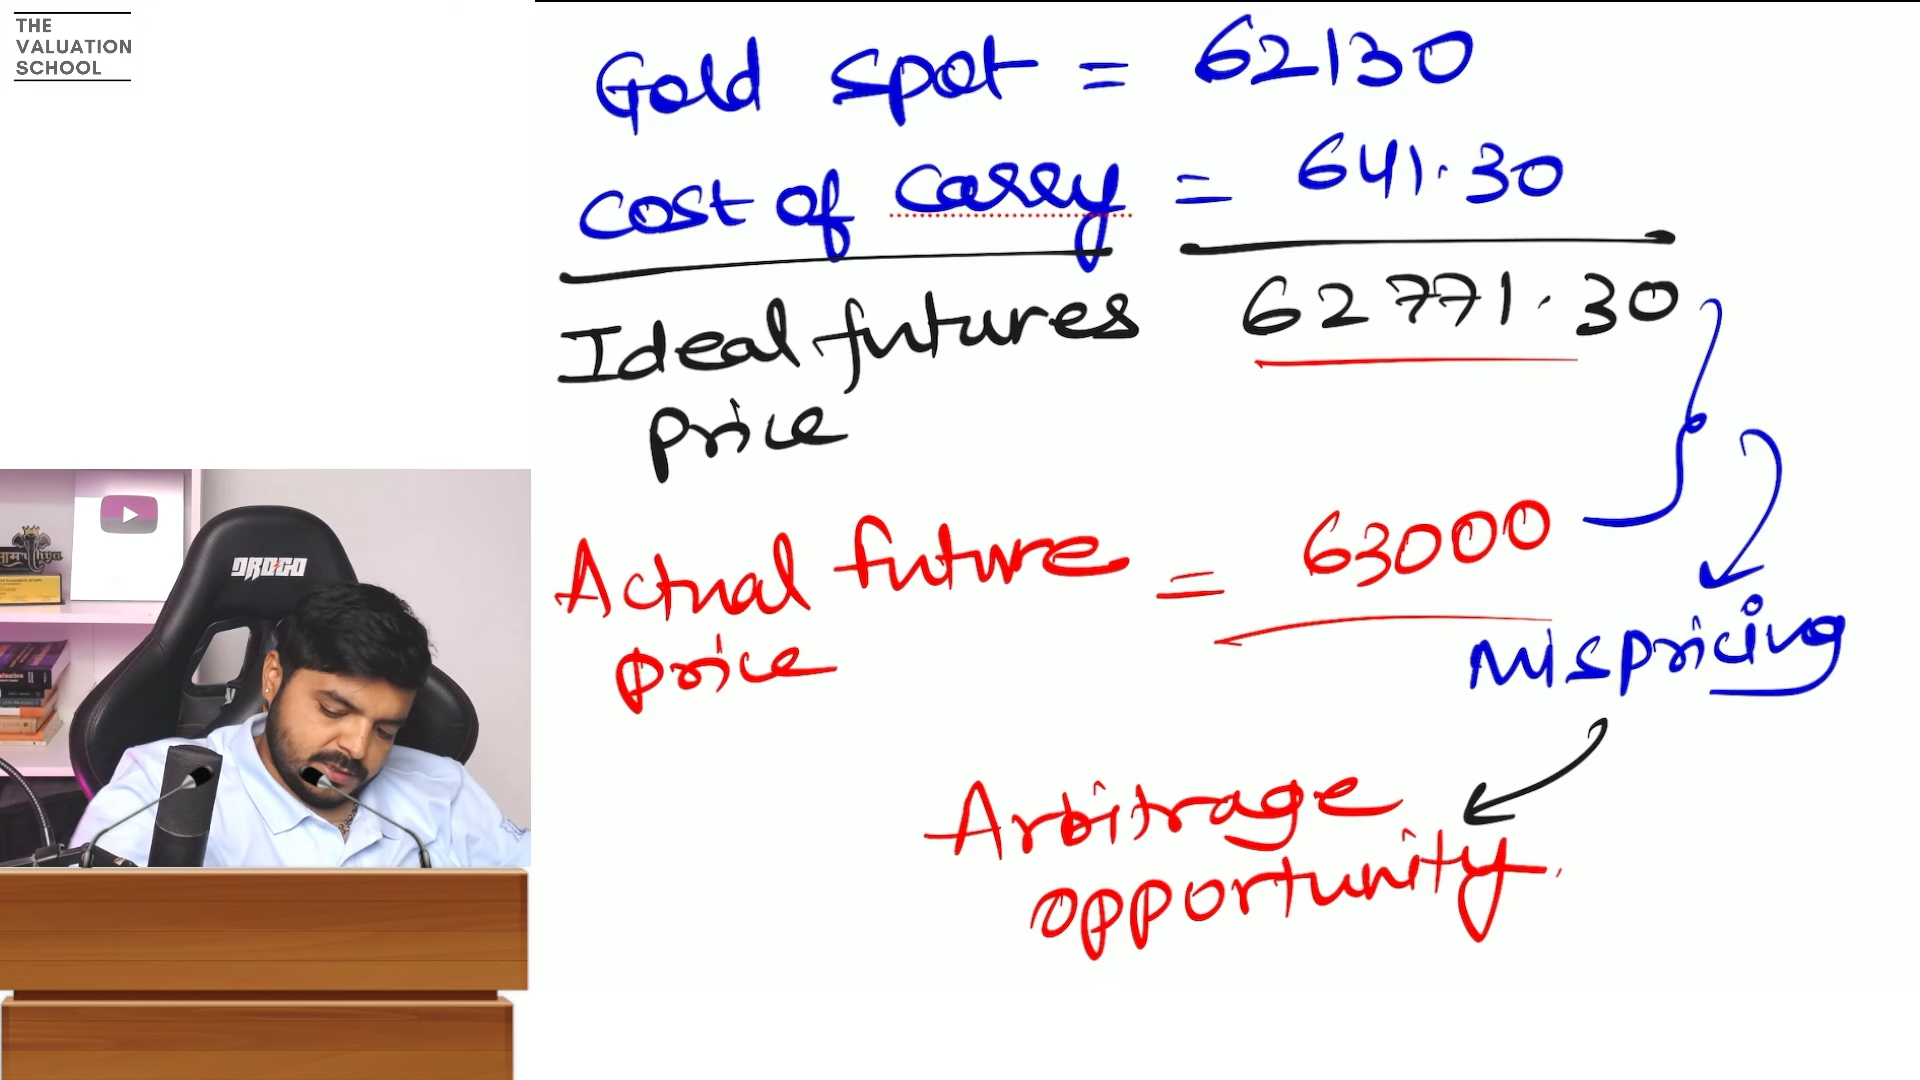 THE
VALUATION
SCHOOL
Gold spot = 62130
cost of carry = 641.30
Ideal futures 62771.30
price
Actual future = 63000
price
Mispricing
Arbitrage
opportunity.
DROGO